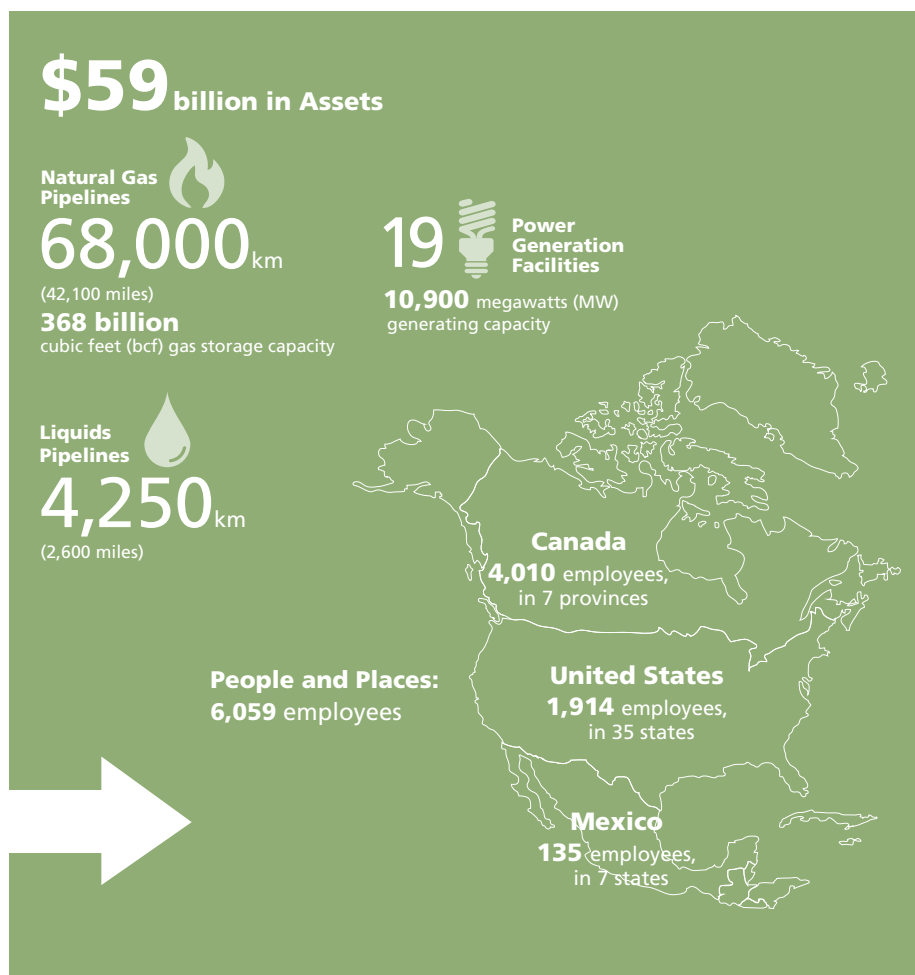 $59 billion in Assets
Natural Gas
Pipelines
68,000 km
(42,100 miles)
368 billion
cubic feet (bcf) gas storage capacity
19
Power
Generation
Facilities
10,900 megawatts (MW)
generating capacity
Liquids
Pipelines
4,250 km
(2,600 miles)
Canada
4,010 employees,
in 7 provinces
People and Places:
6,059 employees
United States
1,914 employees,
in 35 states
Mexico
135 employees,
in 7 states